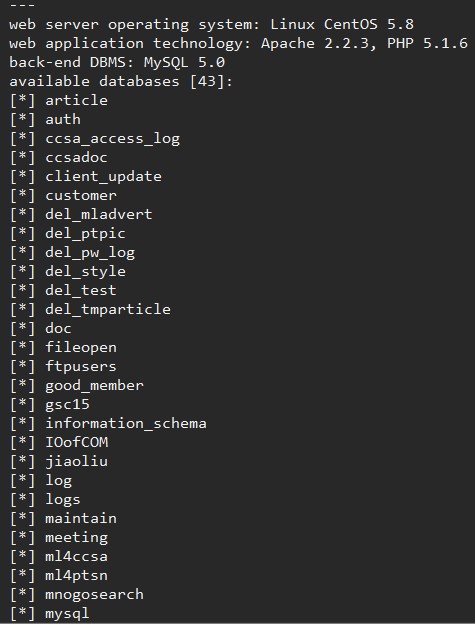 ---
web server operating system: Linux CentOS 5.8
web application technology: Apache 2.2.3, PHP 5.1.6
back-end DBMS: MySQL 5.0
available databases [43]:
[*] article
[*] auth
[*] ccsa_access_log
[*] ccsadoc
[*] client_update
[*] customer
[*] del_mladvert
[*] del_ptpic
[*] del_pw_log
[*] del_style
[*] del_test
[*] del_tmparticle
[*] doc
[*] fileopen
[*] ftpusers
[*] good_member
[*] gsc15
[*] information_schema
[*] IOofCOM
[*] jiaoliu
[*] log
[*] logs
[*] maintain
[*] meeting
[*] ml4ccsa
[*] ml4ptsn
[*] mnogosearch
[*] mysql